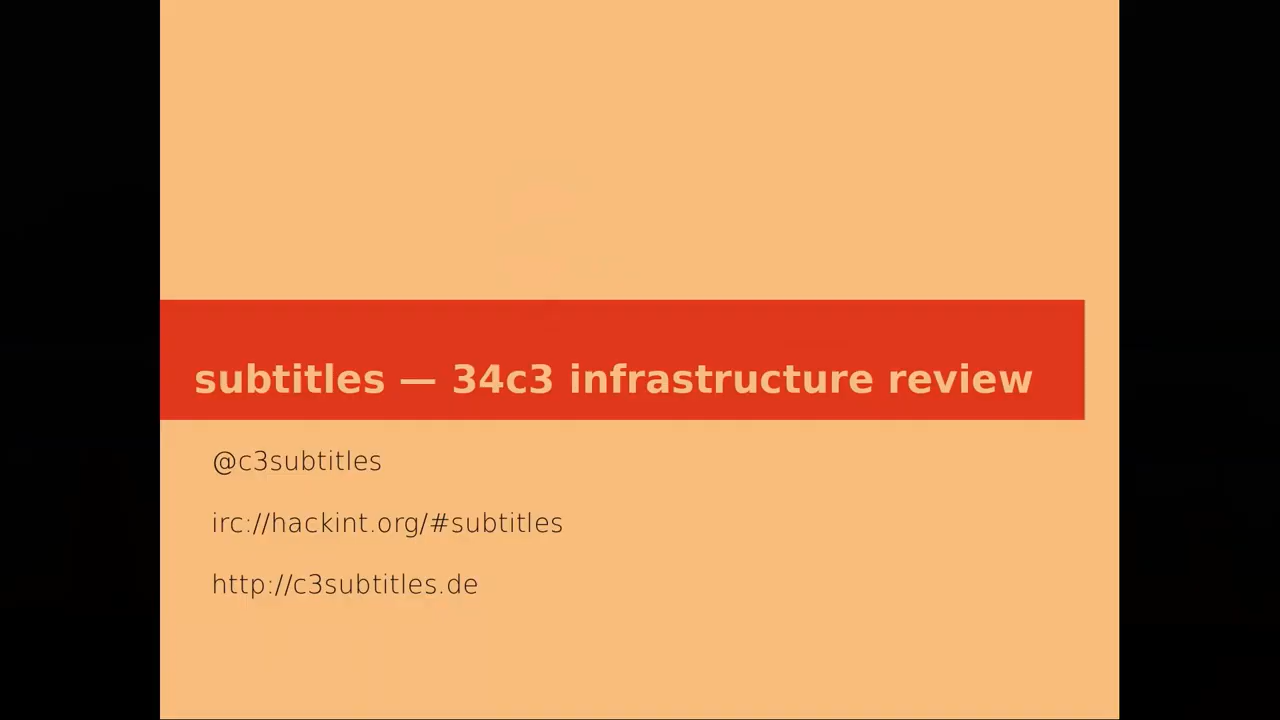 subtitles — 34c3 infrastructure review
@c3subtitles
irc://hackint.org/#subtitles
http://c3subtitles.de